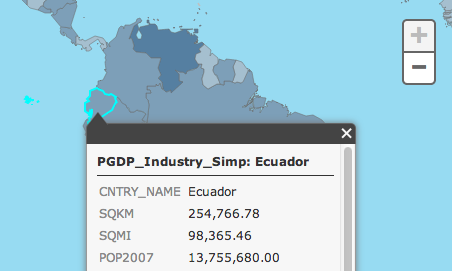 PGDP_Industry_Simp: Ecuador
CNTRY_NAME Ecuador
SQKM 254,766.78
SQMI 98,365.46
POP2007 13,755,680.00